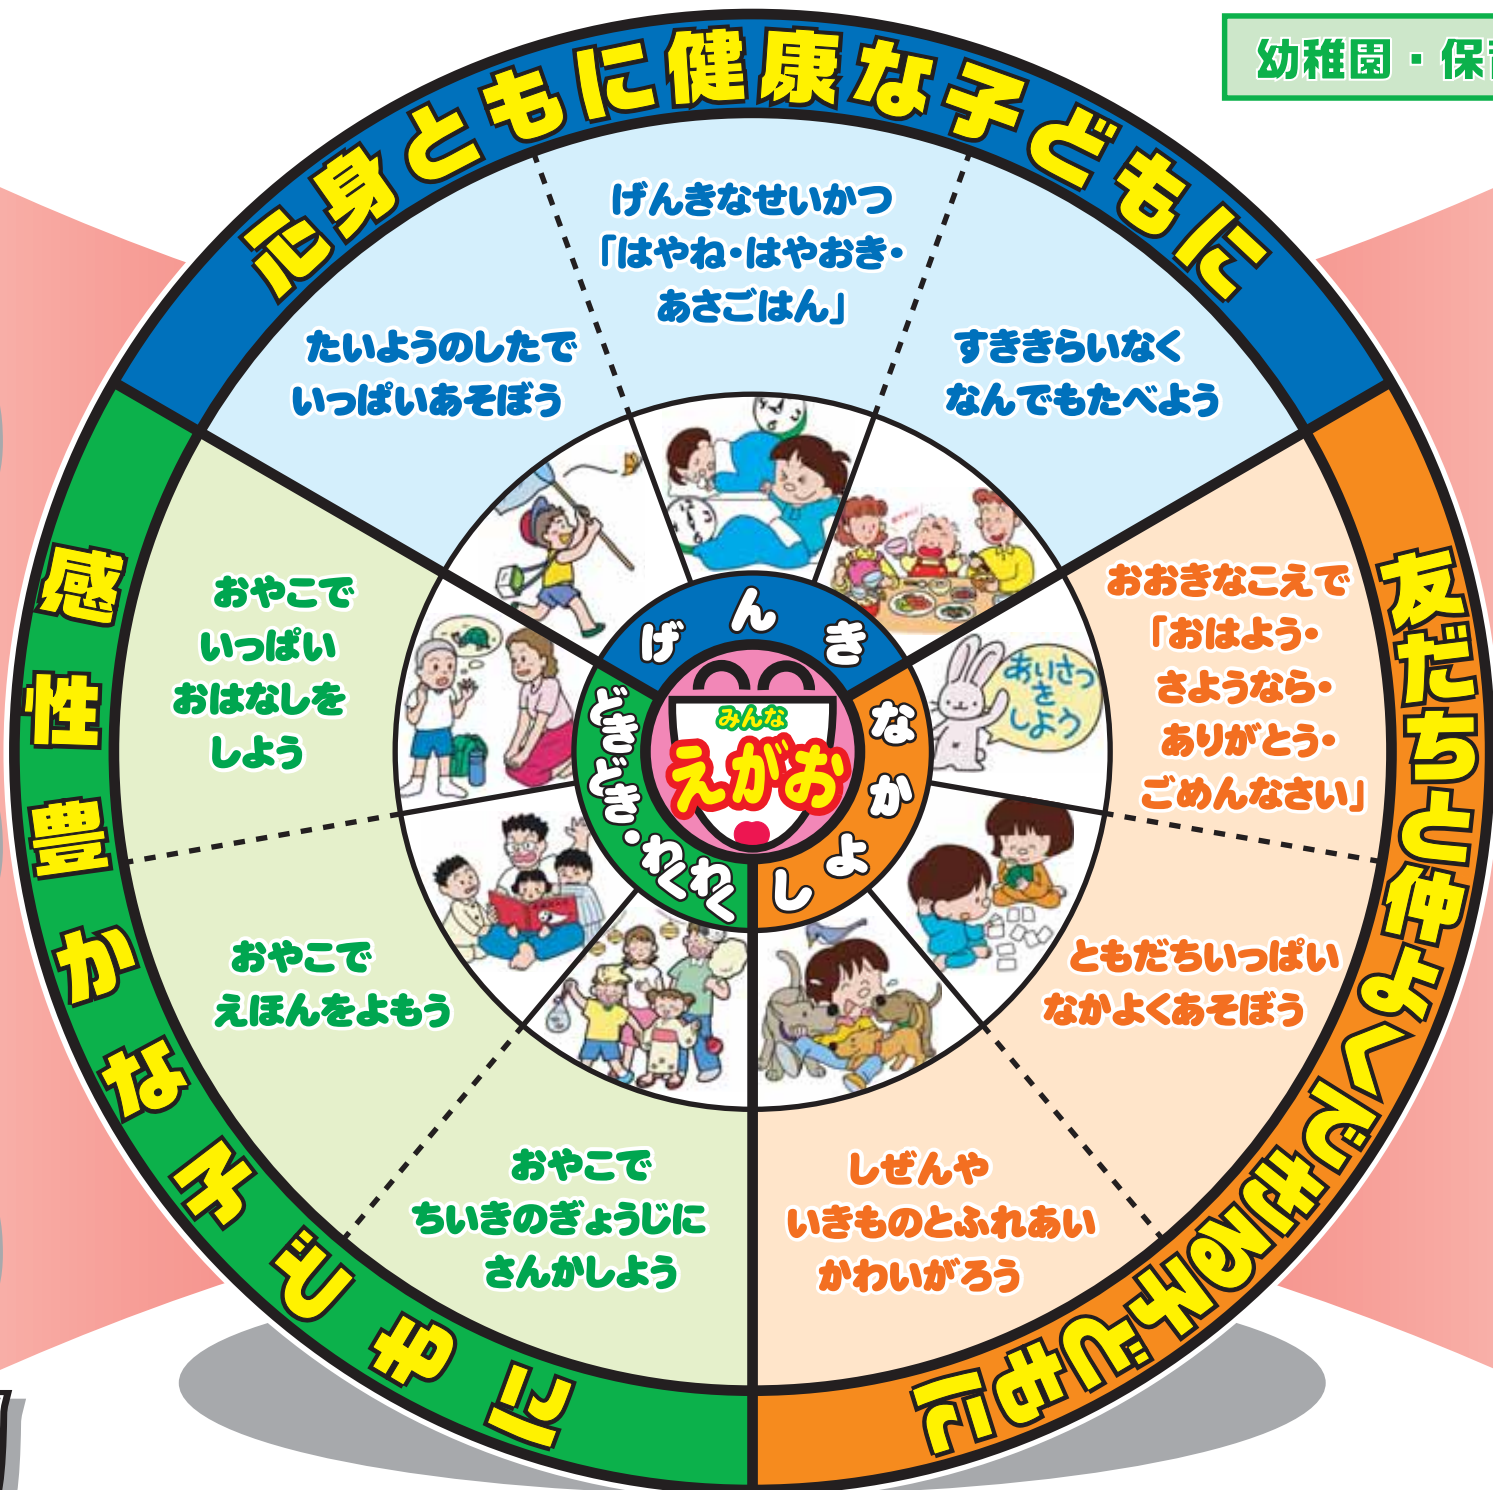 幼稚園・保
心身ともに健康な子どもに
げんきなせいかつ
「はやね・はやおき・
あさごはん」
たいようのしたで
いっぱいあそぼう
すききらいなく
なんでもたべよう
友だちと仲よくできる子どもに
おおきなこえで
「おはよう・
さようなら・
ありがとう・
ごめんなさい」
ともだちいっぱい
なかよくあそぼう
しぜんや
いきものとふれあい
かわいがろう
感性豊かな子どもに
おやこで
いっぱい
おはなしを
しよう
おやこで
えほんをよもう
おやこで
ちいきのぎょうじに
さんかしよう
あいさつ
を
しよう
げんき
なかよし
どきどき・わくわく
みんな
えがお